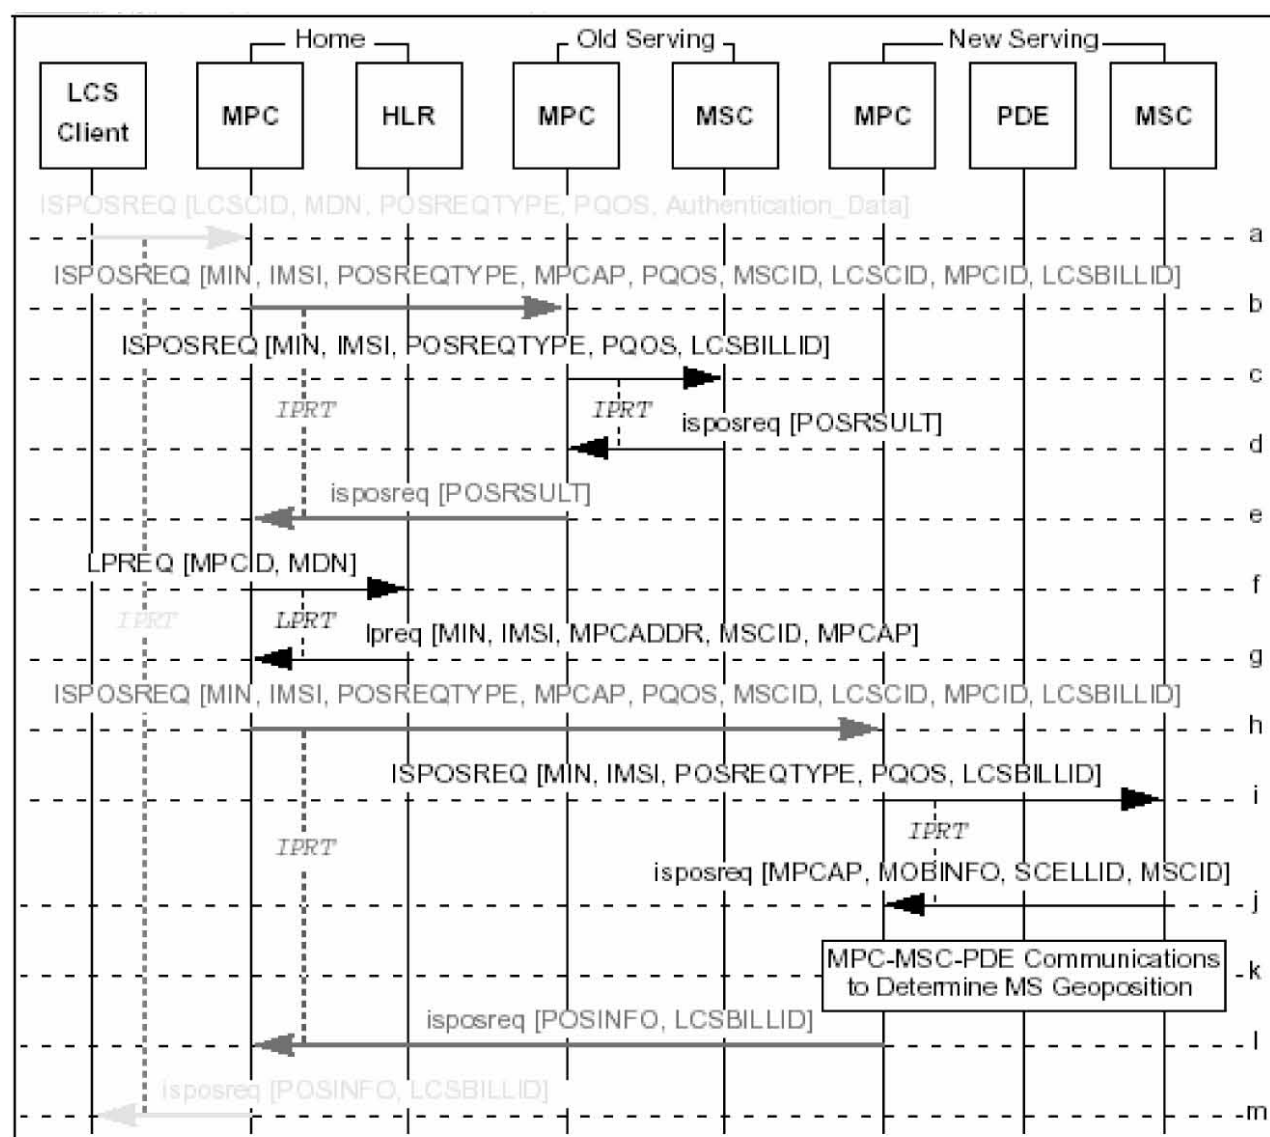 Home
Old Serving
New Serving
LCS
Client
MPC
HLR
MPC
MSC
MPC
PDE
MSC
ISPOSREQ [LCSCID, MDN, POSREQTYPE, PQOS, Authentication_Data]
a
ISPOSREQ [MIN, IMSI, POSREQTYPE, MPCAP, PQOS, MSCID, LCSCID, MPCID, LCSBILLID]
b
ISPOSREQ [MIN, IMSI, POSREQTYPE, PQOS, LCSBILLID]
c
IPRT
IPRT
isposreq [POSRSULT]
d
isposreq [POSRSULT]
e
LPREQ [MPCID, MDN]
f
IPRT
LPRT
lpreq [MIN, IMSI, MPCADDR, MSCID, MPCAP]
g
ISPOSREQ [MIN, IMSI, POSREQTYPE, MPCAP, PQOS, MSCID, LCSCID, MPCID, LCSBILLID]
h
ISPOSREQ [MIN, IMSI, POSREQTYPE, PQOS, LCSBILLID]
i
IPRT
IPRT
isposreq [MPCAP, MOBINFO, SCELLID, MSCID]
j
MPC-MSC-PDE Communications
to Determine MS Geoposition
k
isposreq [POSINFO, LCSBILLID]
l
isposreq [POSINFO, LCSBILLID]
m